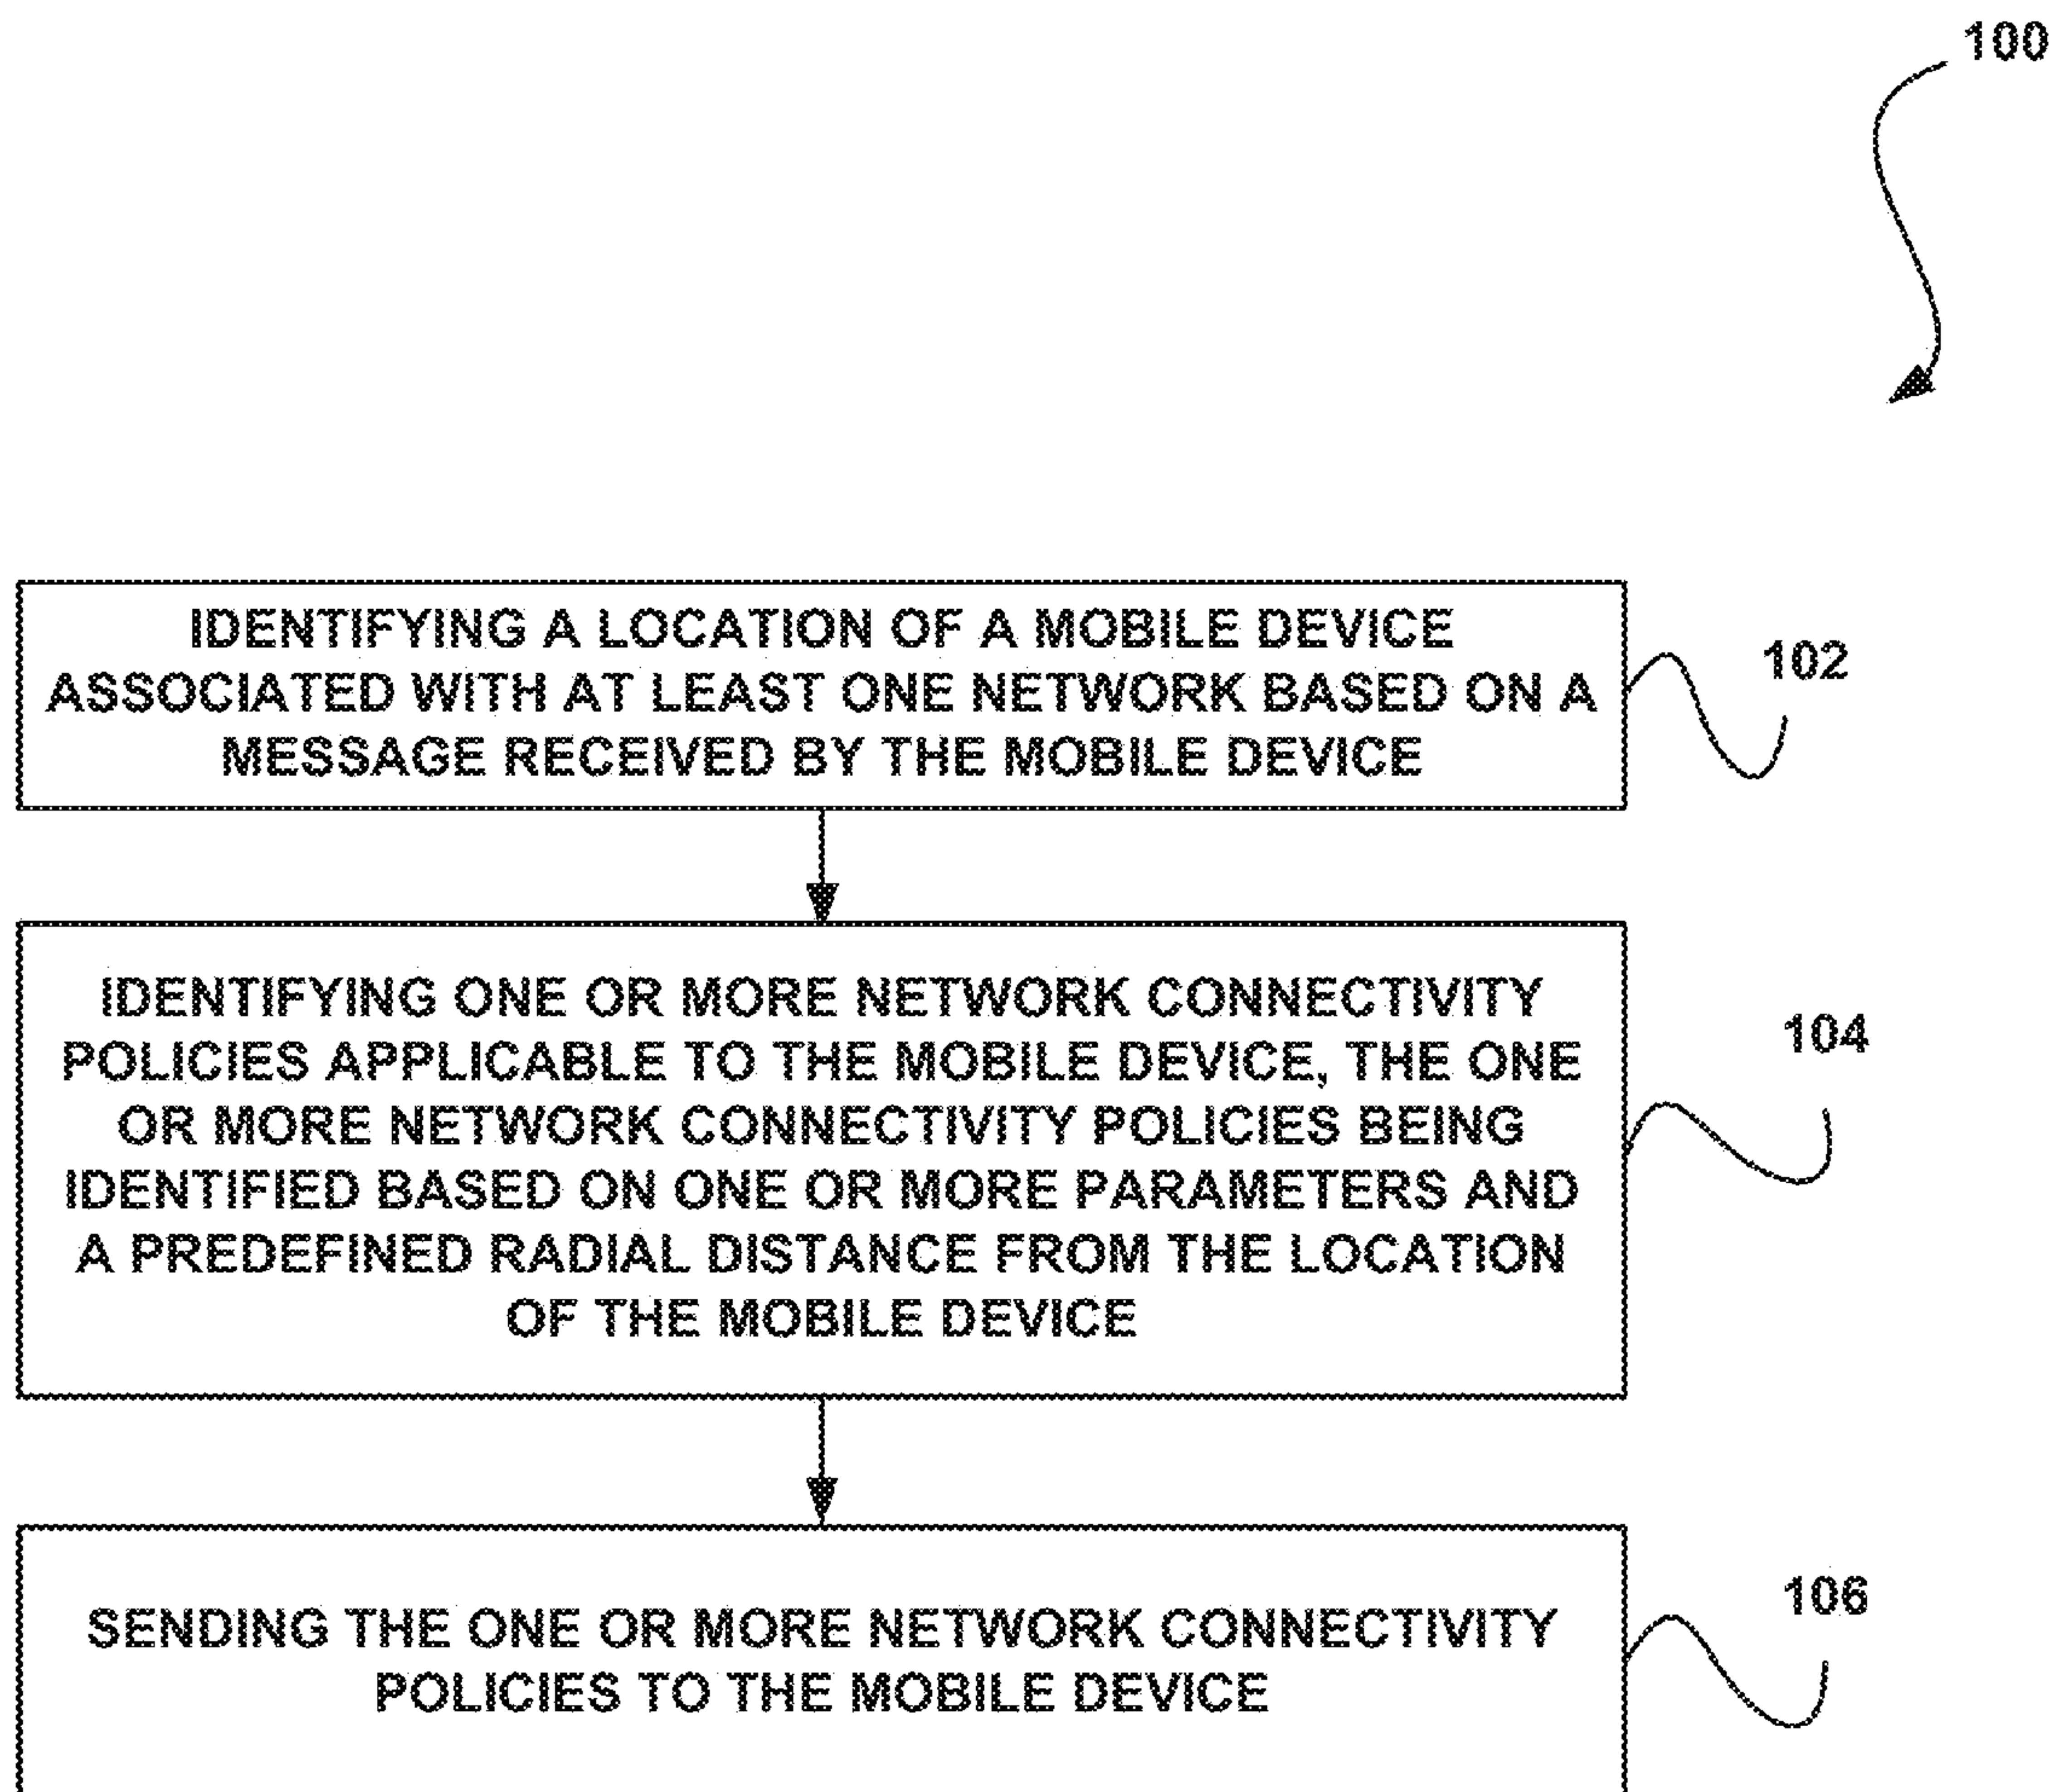 100
IDENTIFYING A LOCATION OF A MOBILE DEVICE
ASSOCIATED WITH AT LEAST ONE NETWORK BASED ON A
MESSAGE RECEIVED BY THE MOBILE DEVICE
102
IDENTIFYING ONE OR MORE NETWORK CONNECTIVITY
POLICIES APPLICABLE TO THE MOBILE DEVICE, THE ONE
OR MORE NETWORK CONNECTIVITY POLICIES BEING
IDENTIFIED BASED ON ONE OR MORE PARAMETERS AND
A PREDEFINED RADIAL DISTANCE FROM THE LOCATION
OF THE MOBILE DEVICE
104
SENDING THE ONE OR MORE NETWORK CONNECTIVITY
POLICIES TO THE MOBILE DEVICE
106